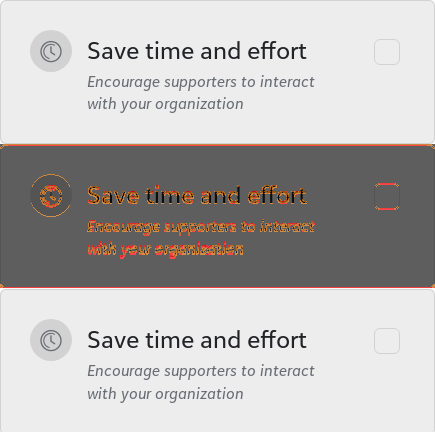 Save time and effort
Encourage supporters to interact
with your organization
Save time and effort
Encourage supporters to interact
with your organization
Save time and effort
Encourage supporters to interact
with your organization